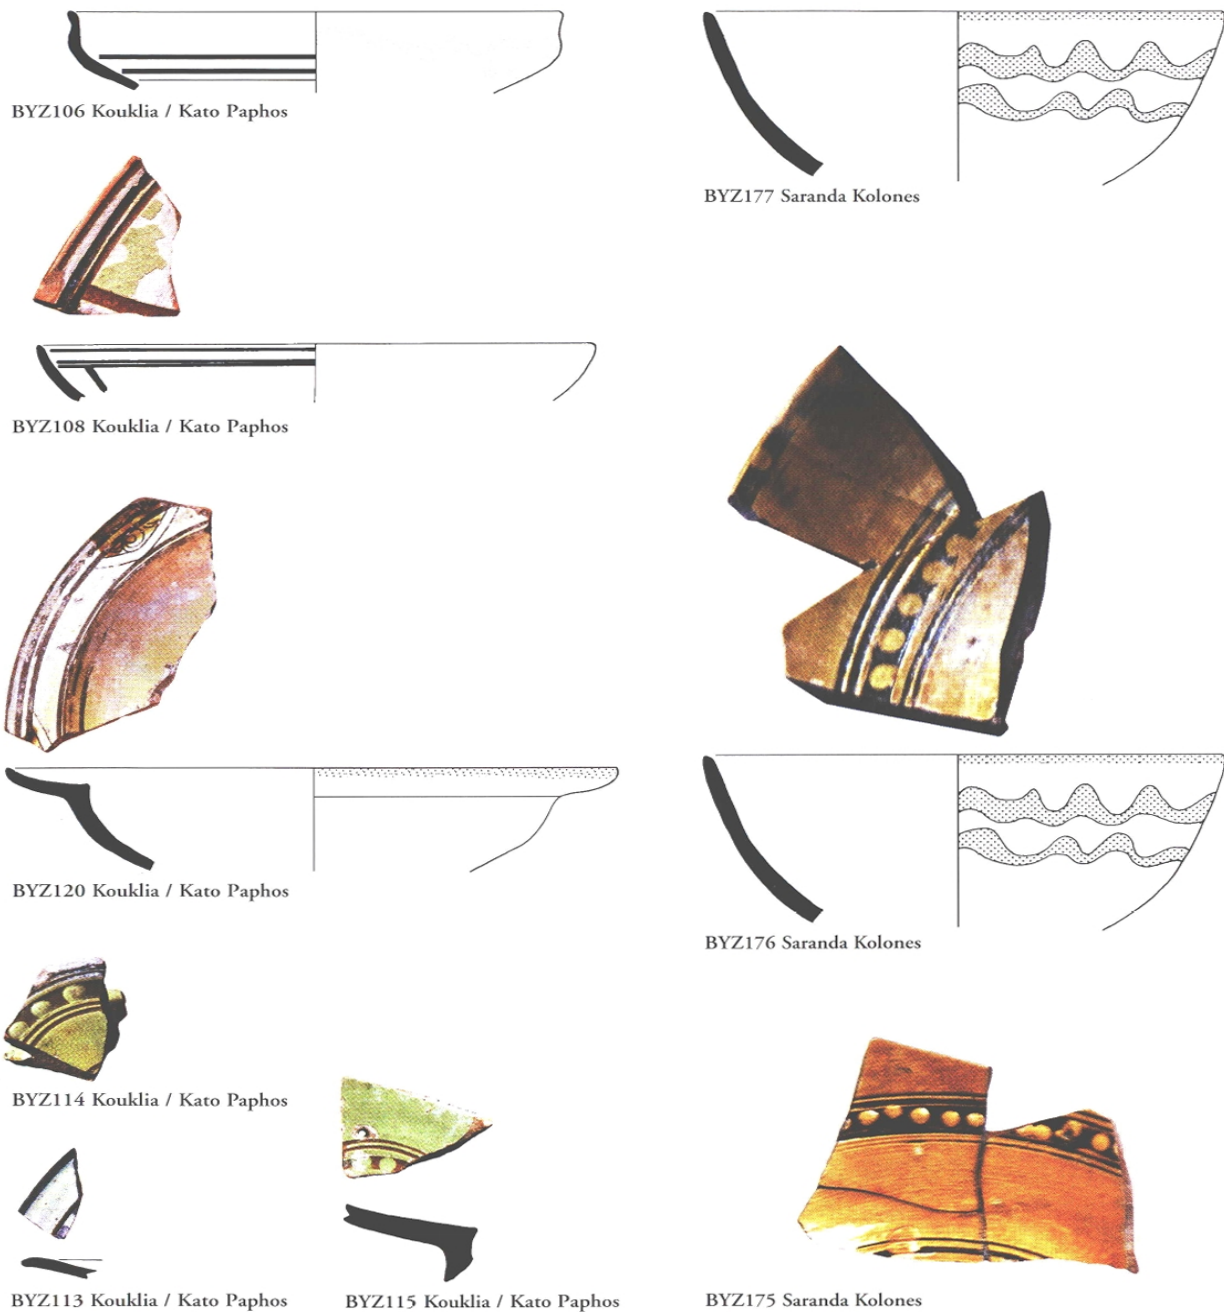 BYZ106 Kouklia / Kato Paphos
BYZ177 Saranda Kolones
BYZ108 Kouklia / Kato Paphos
BYZ120 Kouklia / Kato Paphos
BYZ176 Saranda Kolones
BYZ114 Kouklia / Kato Paphos
BYZ113 Kouklia / Kato Paphos
BYZ115 Kouklia / Kato Paphos
BYZ175 Saranda Kolones